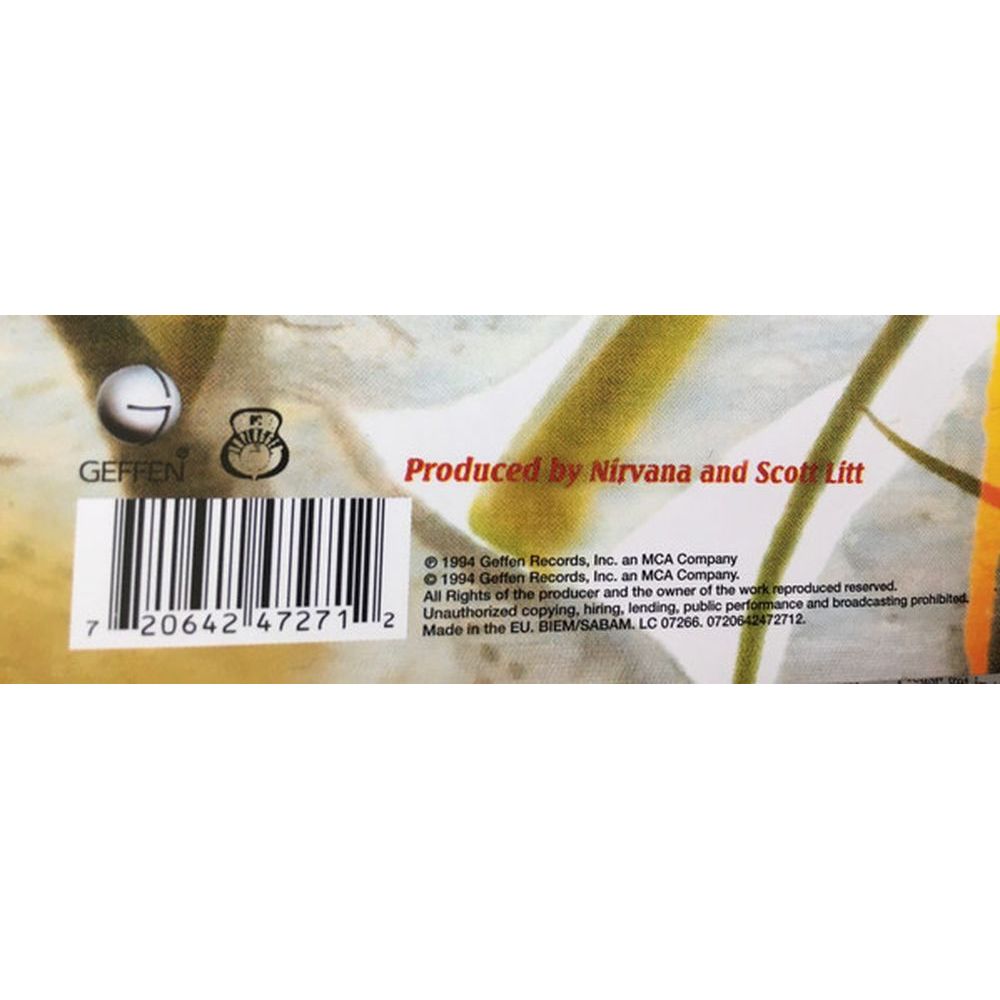 GEFFEN
Produced by Nirvana and Scott Litt
℗ 1994 Geffen Records, Inc. an MCA Company
© 1994 Geffen Records, Inc. an MCA Company.
All Rights of the producer and the owner of the work reproduced reserved.
Unauthorized copying, hiring, lending, public performance and broadcasting prohibited.
Made in the EU. BIEM/SABAM. LC 07266. 0720642472712.
7 20642 47271 2